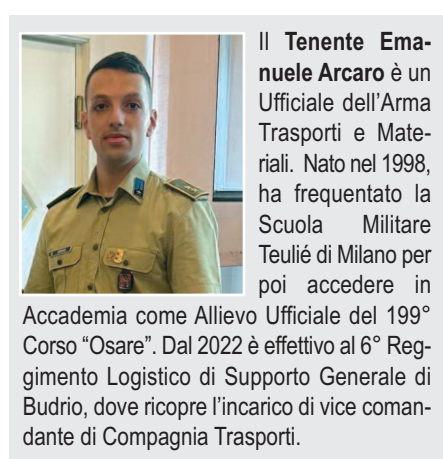 Il Tenente Ema-
nuele Arcaro è un
Ufficiale dell’Arma
Trasporti e Mate-
riali. Nato nel 1998,
ha frequentato la
Scuola Militare
Teulié di Milano per
poi accedere in
Accademia come Allievo Ufficiale del 199°
Corso “Osare”. Dal 2022 è effettivo al 6° Reg-
gimento Logistico di Supporto Generale di
Budrio, dove ricopre l’incarico di vice coman-
dante di Compagnia Trasporti.